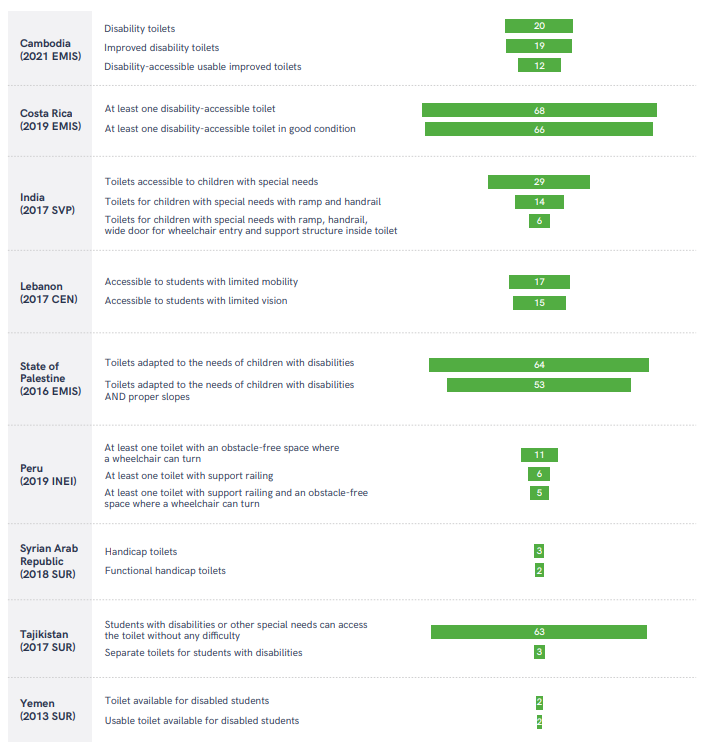 Cambodia
(2021 EMIS)
Disability toilets
20
Improved disability toilets
19
Disability-accessible usable improved toilets
12
Costa Rica
(2019 EMIS)
At least one disability-accessible toilet
68
At least one disability-accessible toilet in good condition
66
India
(2017 SVP)
Toilets accessible to children with special needs
29
Toilets for children with special needs with ramp and handrail
14
Toilets for children with special needs with ramp, handrail,
wide door for wheelchair entry and support structure inside toilet
6
Lebanon
(2017 CEN)
Accessible to students with limited mobility
17
Accessible to students with limited vision
15
State of
Palestine
(2016 EMIS)
Toilets adapted to the needs of children with disabilities
64
Toilets adapted to the needs of children with disabilities
AND proper slopes
53
Peru
(2019 INEI)
At least one toilet with an obstacle-free space where
a wheelchair can turn
11
At least one toilet with support railing
6
At least one toilet with support railing and an obstacle-free
space where a wheelchair can turn
5
Syrian Arab
Republic
(2018 SUR)
Handicap toilets
3
Functional handicap toilets
2
Tajikistan
(2017 SUR)
Students with disabilities or other special needs can access
the toilet without any difficulty
63
Separate toilets for students with disabilities
3
Yemen
(2013 SUR)
Toilet available for disabled students
2
Usable toilet available for disabled students
2